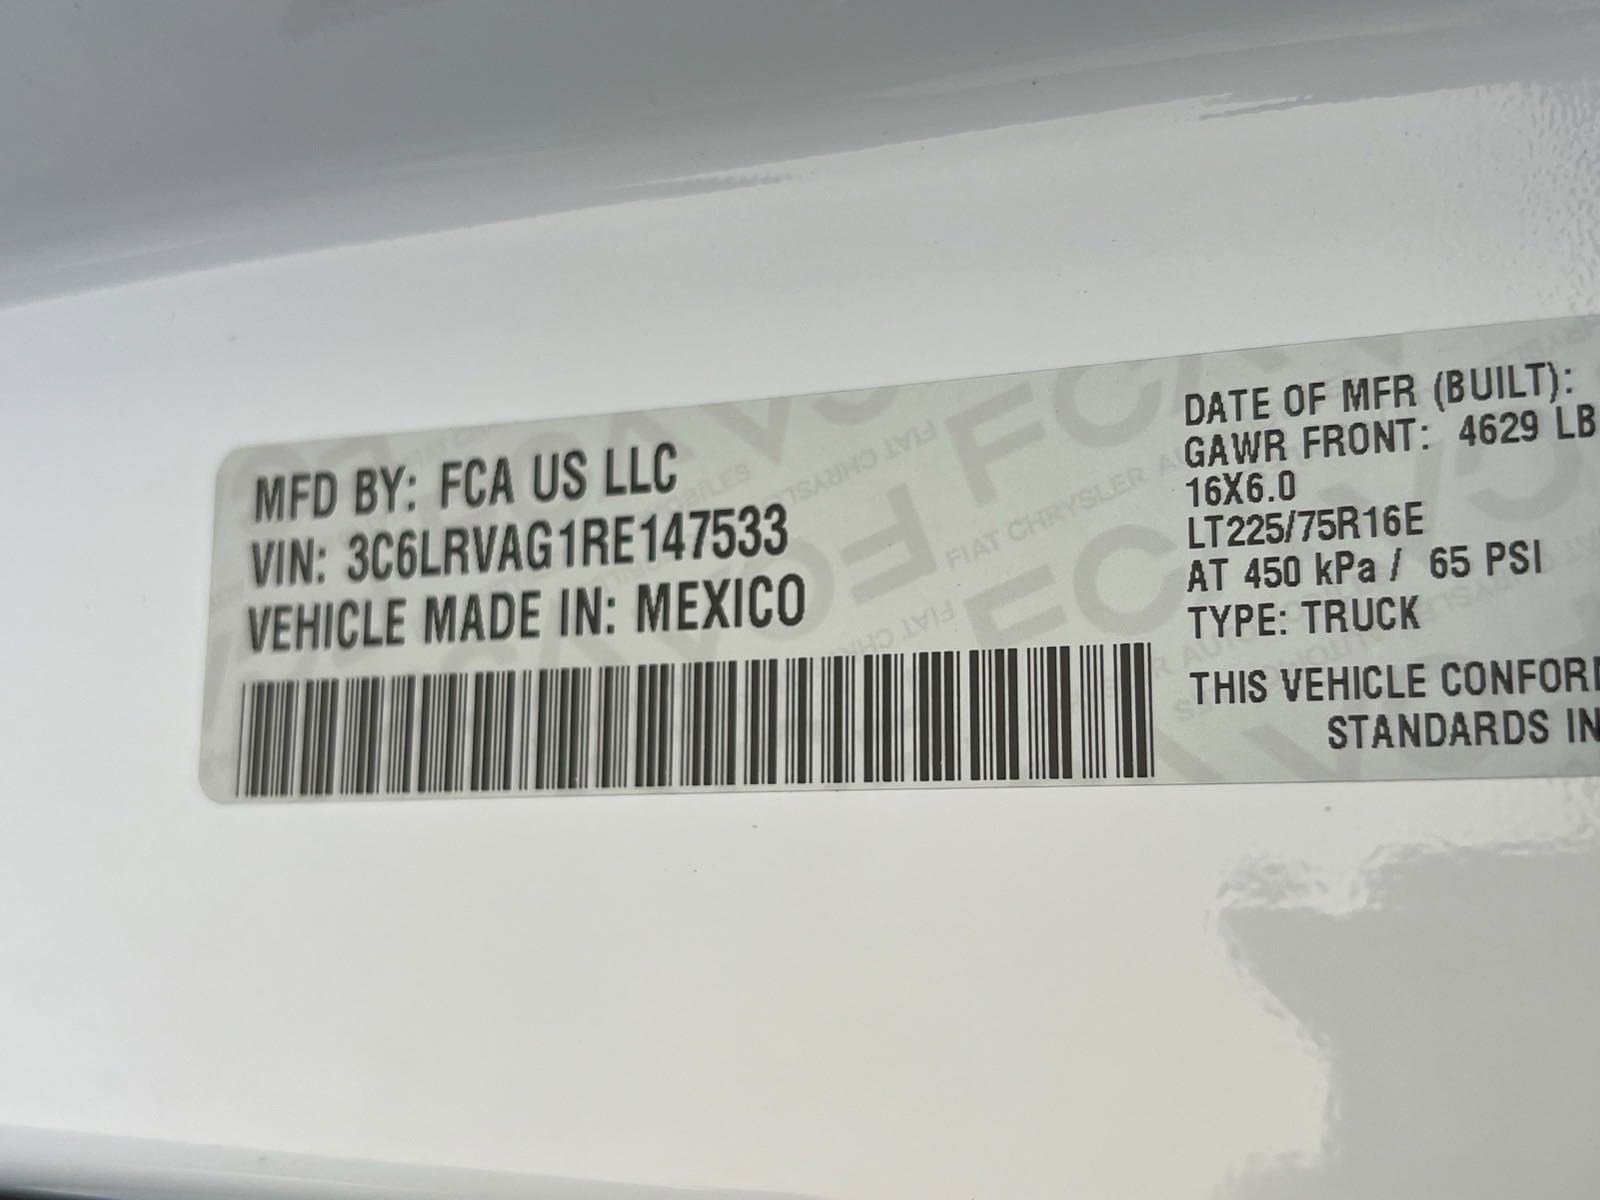 MFD BY: FCA US LLC
VIN: 3C6LRVAG1RE147533
VEHICLE MADE IN: MEXICO
DATE OF MFR (BUILT):
GAWR FRONT: 4629 LB
16X6.0
LT225/75R16E
AT 450 kPa / 65 PSI
TYPE: TRUCK
THIS VEHICLE CONFOR
STANDARDS IN